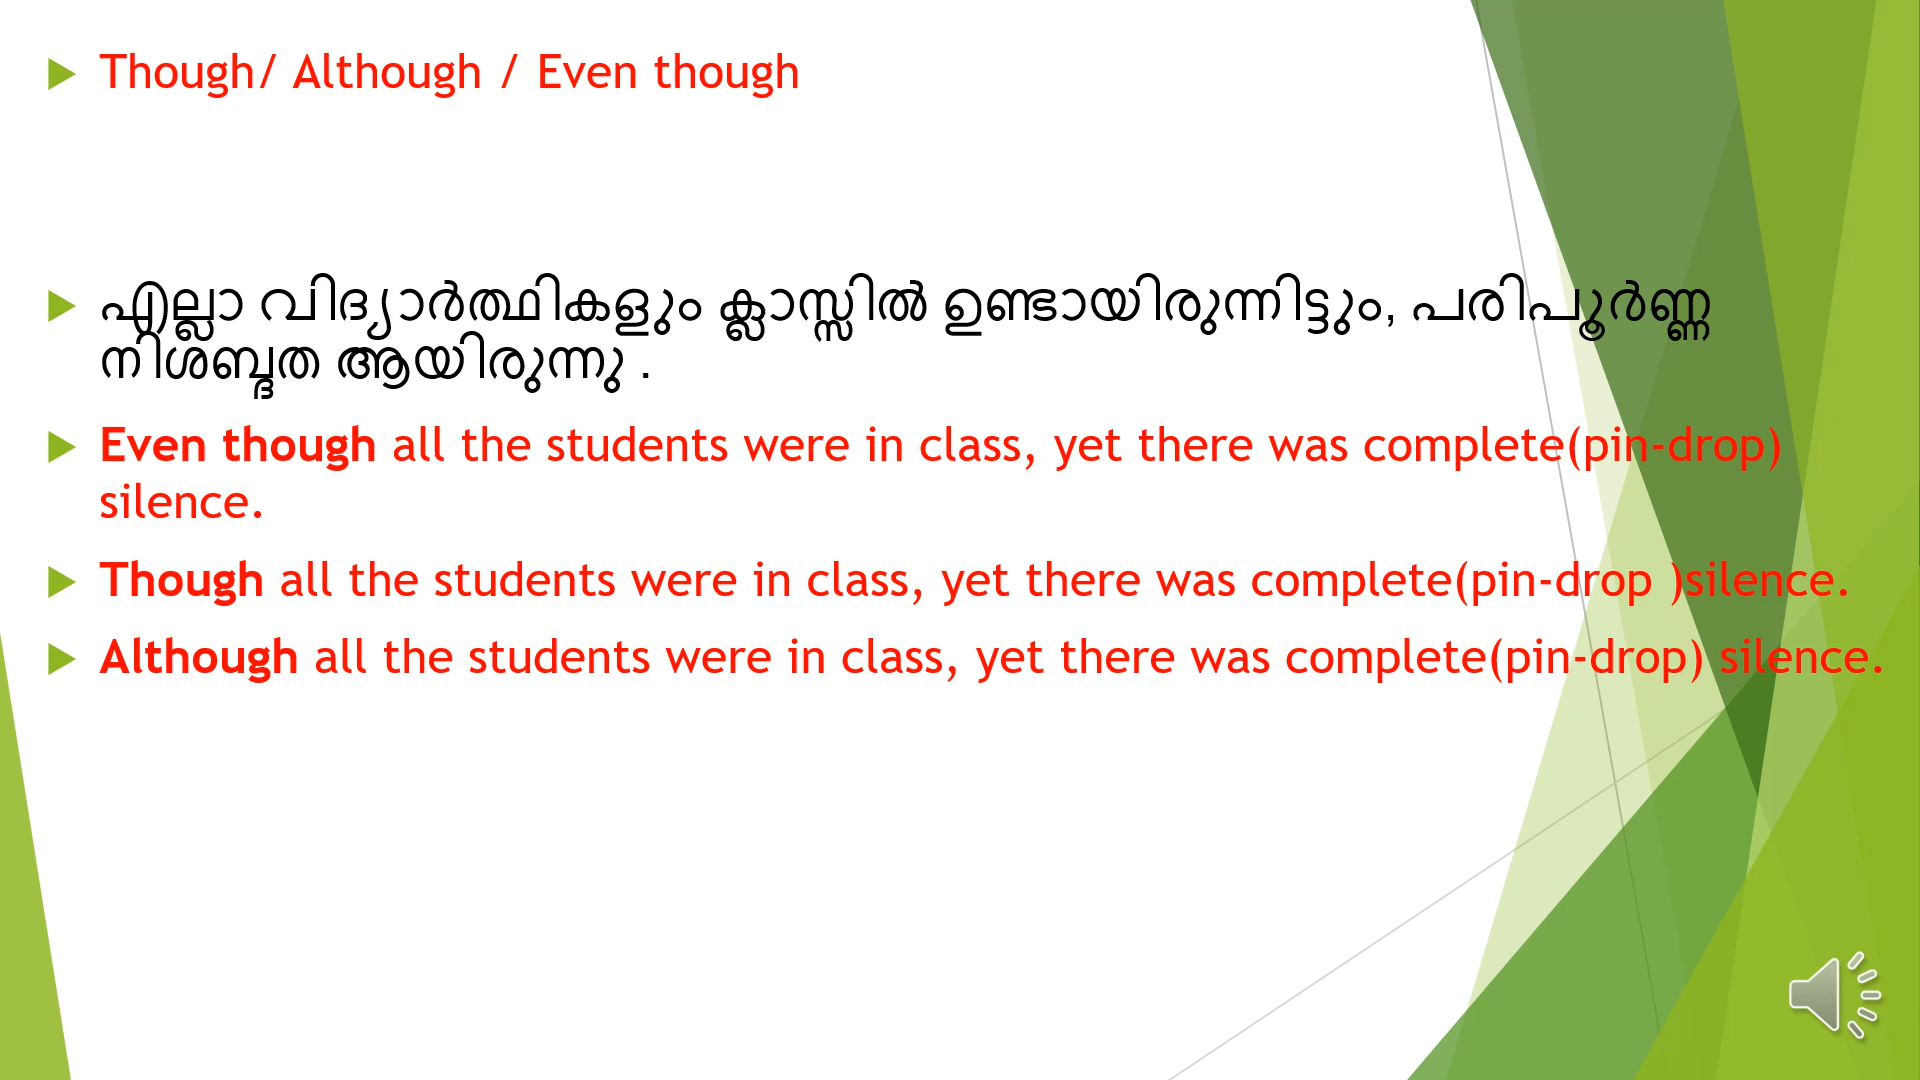 Though/ Although / Even though
എല്ലാ വിദ്യാർത്ഥികളും ക്ലാസ്സിൽ ഉണ്ടായിരുന്നിട്ടും, പരിപൂർണ്ണ
നിശബ്ദത ആയിരുന്നു .
Even though all the students were in class, yet there was complete(pin-drop)
silence.
Though all the students were in class, yet there was complete(pin-drop )silence.
Although all the students were in class, yet there was complete(pin-drop) silence.